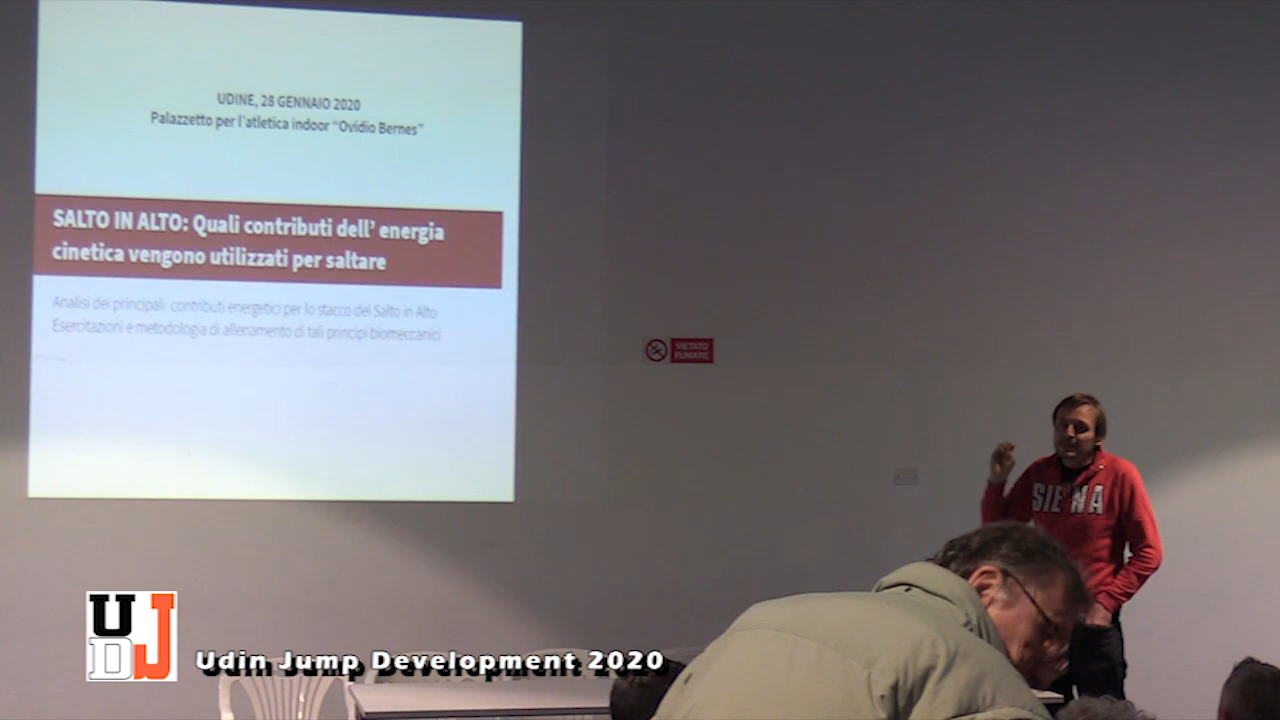 UDINE, 28 GENNAIO 2020
Palazzetto per l'atletica indoor "Ovidio Bernes"
SALTO IN ALTO: Quali contributi dell' energia
cinetica vengono utilizzati per saltare
Analisi dei principali contributi energetici per lo stacco del Salto in Alto
Esercitazioni e metodologia di allenamento di tali principi biomeccanici
VIETATO
FUMARE
SIENA
UDJ
Udin Jump Development 2020